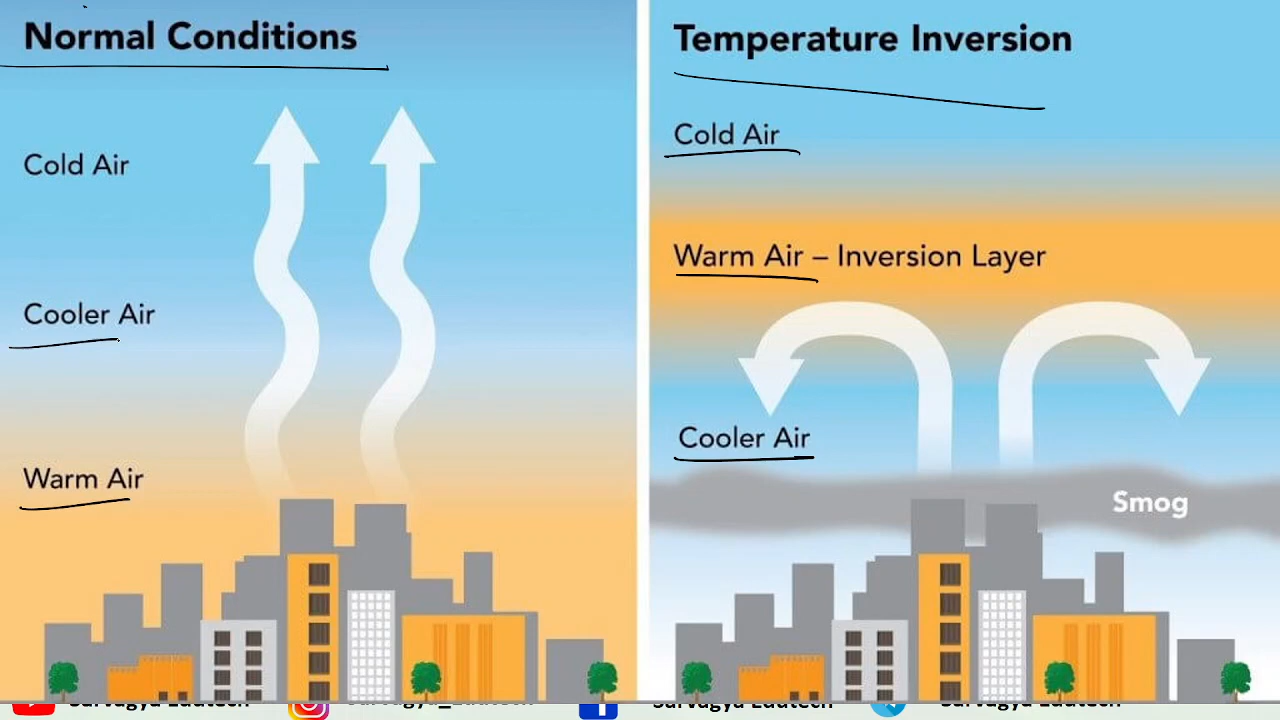 Normal Conditions
Cold Air
Cooler Air
Warm Air
Temperature Inversion
Cold Air
Warm Air – Inversion Layer
Cooler Air
Smog